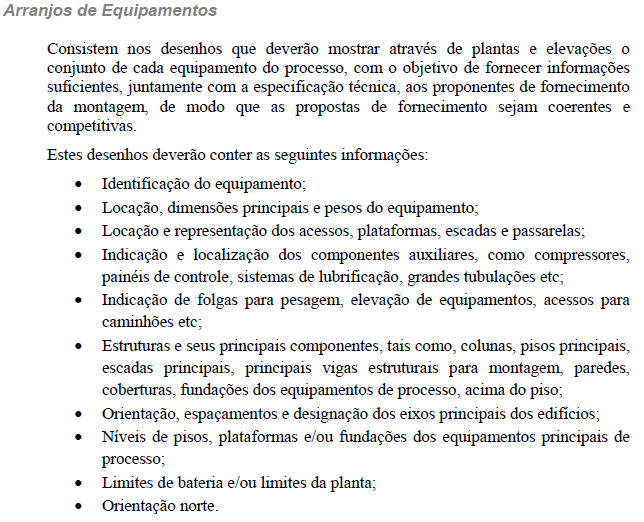 Arranjos de Equipamentos
Consistem nos desenhos que deverão mostrar através de plantas e elevações o
conjunto de cada equipamento do processo, com o objetivo de fornecer informações
suficientes, juntamente com a especificação técnica, aos proponentes de fornecimento
da montagem, de modo que as propostas de fornecimento sejam coerentes e
competitivas.
Estes desenhos deverão conter as seguintes informações:
• Identificação do equipamento;
• Locação, dimensões principais e pesos do equipamento;
• Locação e representação dos acessos, plataformas, escadas e passarelas;
• Indicação e localização dos componentes auxiliares, como compressores,
painéis de controle, sistemas de lubrificação, grandes tubulações etc;
• Indicação de folgas para pesagem, elevação de equipamentos, acessos para
caminhões etc;
• Estruturas e seus principais componentes, tais como, colunas, pisos principais,
escadas principais, principais vigas estruturais para montagem, paredes,
coberturas, fundações dos equipamentos de processo, acima do piso;
• Orientação, espaçamentos e designação dos eixos principais dos edifícios;
• Níveis de pisos, plataformas e/ou fundações dos equipamentos principais de
processo;
• Limites de bateria e/ou limites da planta;
• Orientação norte.